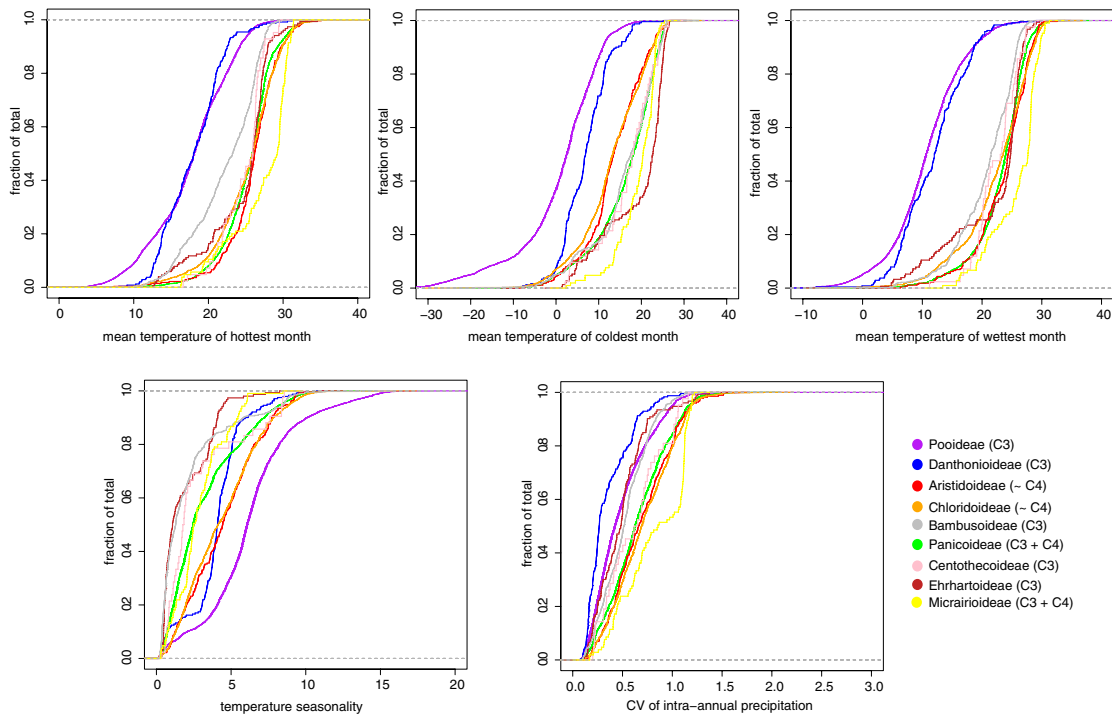 fraction of total
0.0 0.2 0.4 0.6 0.8 1.0
0 10 20 30 40
mean temperature of hottest month
fraction of total
0.0 0.2 0.4 0.6 0.8 1.0
−30 −20 −10 0 10 20 30 40
mean temperature of coldest month
fraction of total
0.0 0.2 0.4 0.6 0.8 1.0
−10 0 10 20 30 40
mean temperature of wettest month
fraction of total
0.0 0.2 0.4 0.6 0.8 1.0
0 5 10 15 20
temperature seasonality
fraction of total
0.0 0.2 0.4 0.6 0.8 1.0
0.0 0.5 1.0 1.5 2.0 2.5 3.0
CV of intra−annual precipitation
Pooideae (C3)
Danthonioideae (C3)
Aristidoideae (~ C4)
Chloridoideae (~ C4)
Bambusoideae (C3)
Panicoideae (C3 + C4)
Centothecoideae (C3)
Ehrhartoideae (C3)
Micrairioideae (C3 + C4)